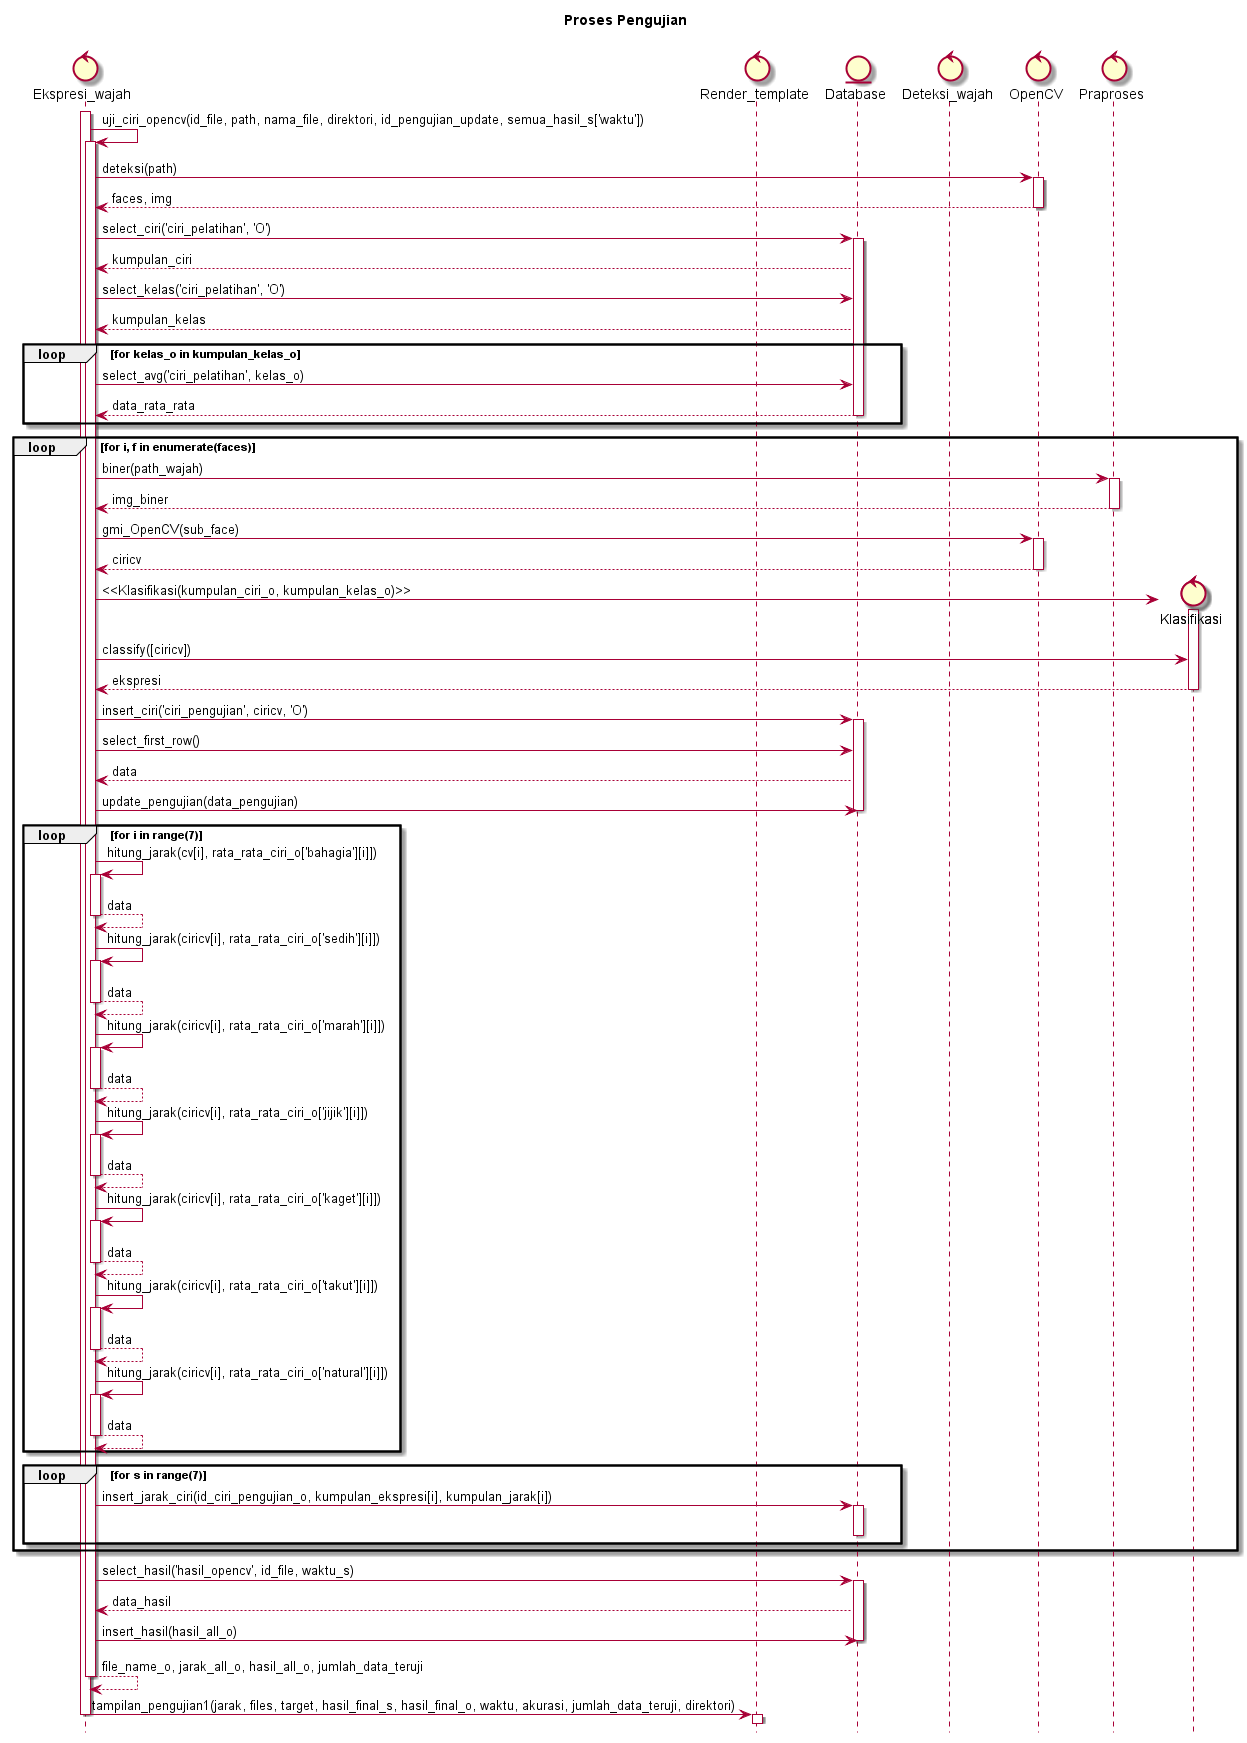 Proses Pengujian
Ekspresi_wajah
Render_template
Database
Deteksi_wajah
OpenCV
Praproses
uji_ciri_opencv(id_file, path, nama_file, direktori, id_pengujian_update, semua_hasil_s['waktu'])
deteksi(path)
faces, img
select_ciri('ciri_pelatihan', 'O')
kumpulan_ciri
select_kelas('ciri_pelatihan', 'O')
kumpulan_kelas
loop [for kelas_o in kumpulan_kelas_o]
select_avg('ciri_pelatihan', kelas_o)
data_rata_rata
loop [for i, f in enumerate(faces)]
biner(path_wajah)
img_biner
gmi_OpenCV(sub_face)
ciricv
<<Klasifikasi(kumpulan_ciri_o, kumpulan_kelas_o)>>
Klasifikasi
classify([ciricv])
ekspresi
insert_ciri('ciri_pengujian', ciricv, 'O')
select_first_row()
data
update_pengujian(data_pengujian)
loop [for i in range(7)]
hitung_jarak(cv[i], rata_rata_ciri_o['bahagia'][i]])
data
hitung_jarak(ciricv[i], rata_rata_ciri_o['sedih'][i]])
data
hitung_jarak(ciricv[i], rata_rata_ciri_o['marah'][i]])
data
hitung_jarak(ciricv[i], rata_rata_ciri_o['jijik'][i]])
data
hitung_jarak(ciricv[i], rata_rata_ciri_o['kaget'][i]])
data
hitung_jarak(ciricv[i], rata_rata_ciri_o['takut'][i]])
data
hitung_jarak(ciricv[i], rata_rata_ciri_o['natural'][i]])
data
loop [for s in range(7)]
insert_jarak_ciri(id_ciri_pengujian_o, kumpulan_ekspresi[i], kumpulan_jarak[i])
select_hasil('hasil_opencv', id_file, waktu_s)
data_hasil
insert_hasil(hasil_all_o)
file_name_o, jarak_all_o, hasil_all_o, jumlah_data_teruji
tampilan_pengujian1(jarak, files, target, hasil_final_s, hasil_final_o, waktu, akurasi, jumlah_data_teruji, direktori)